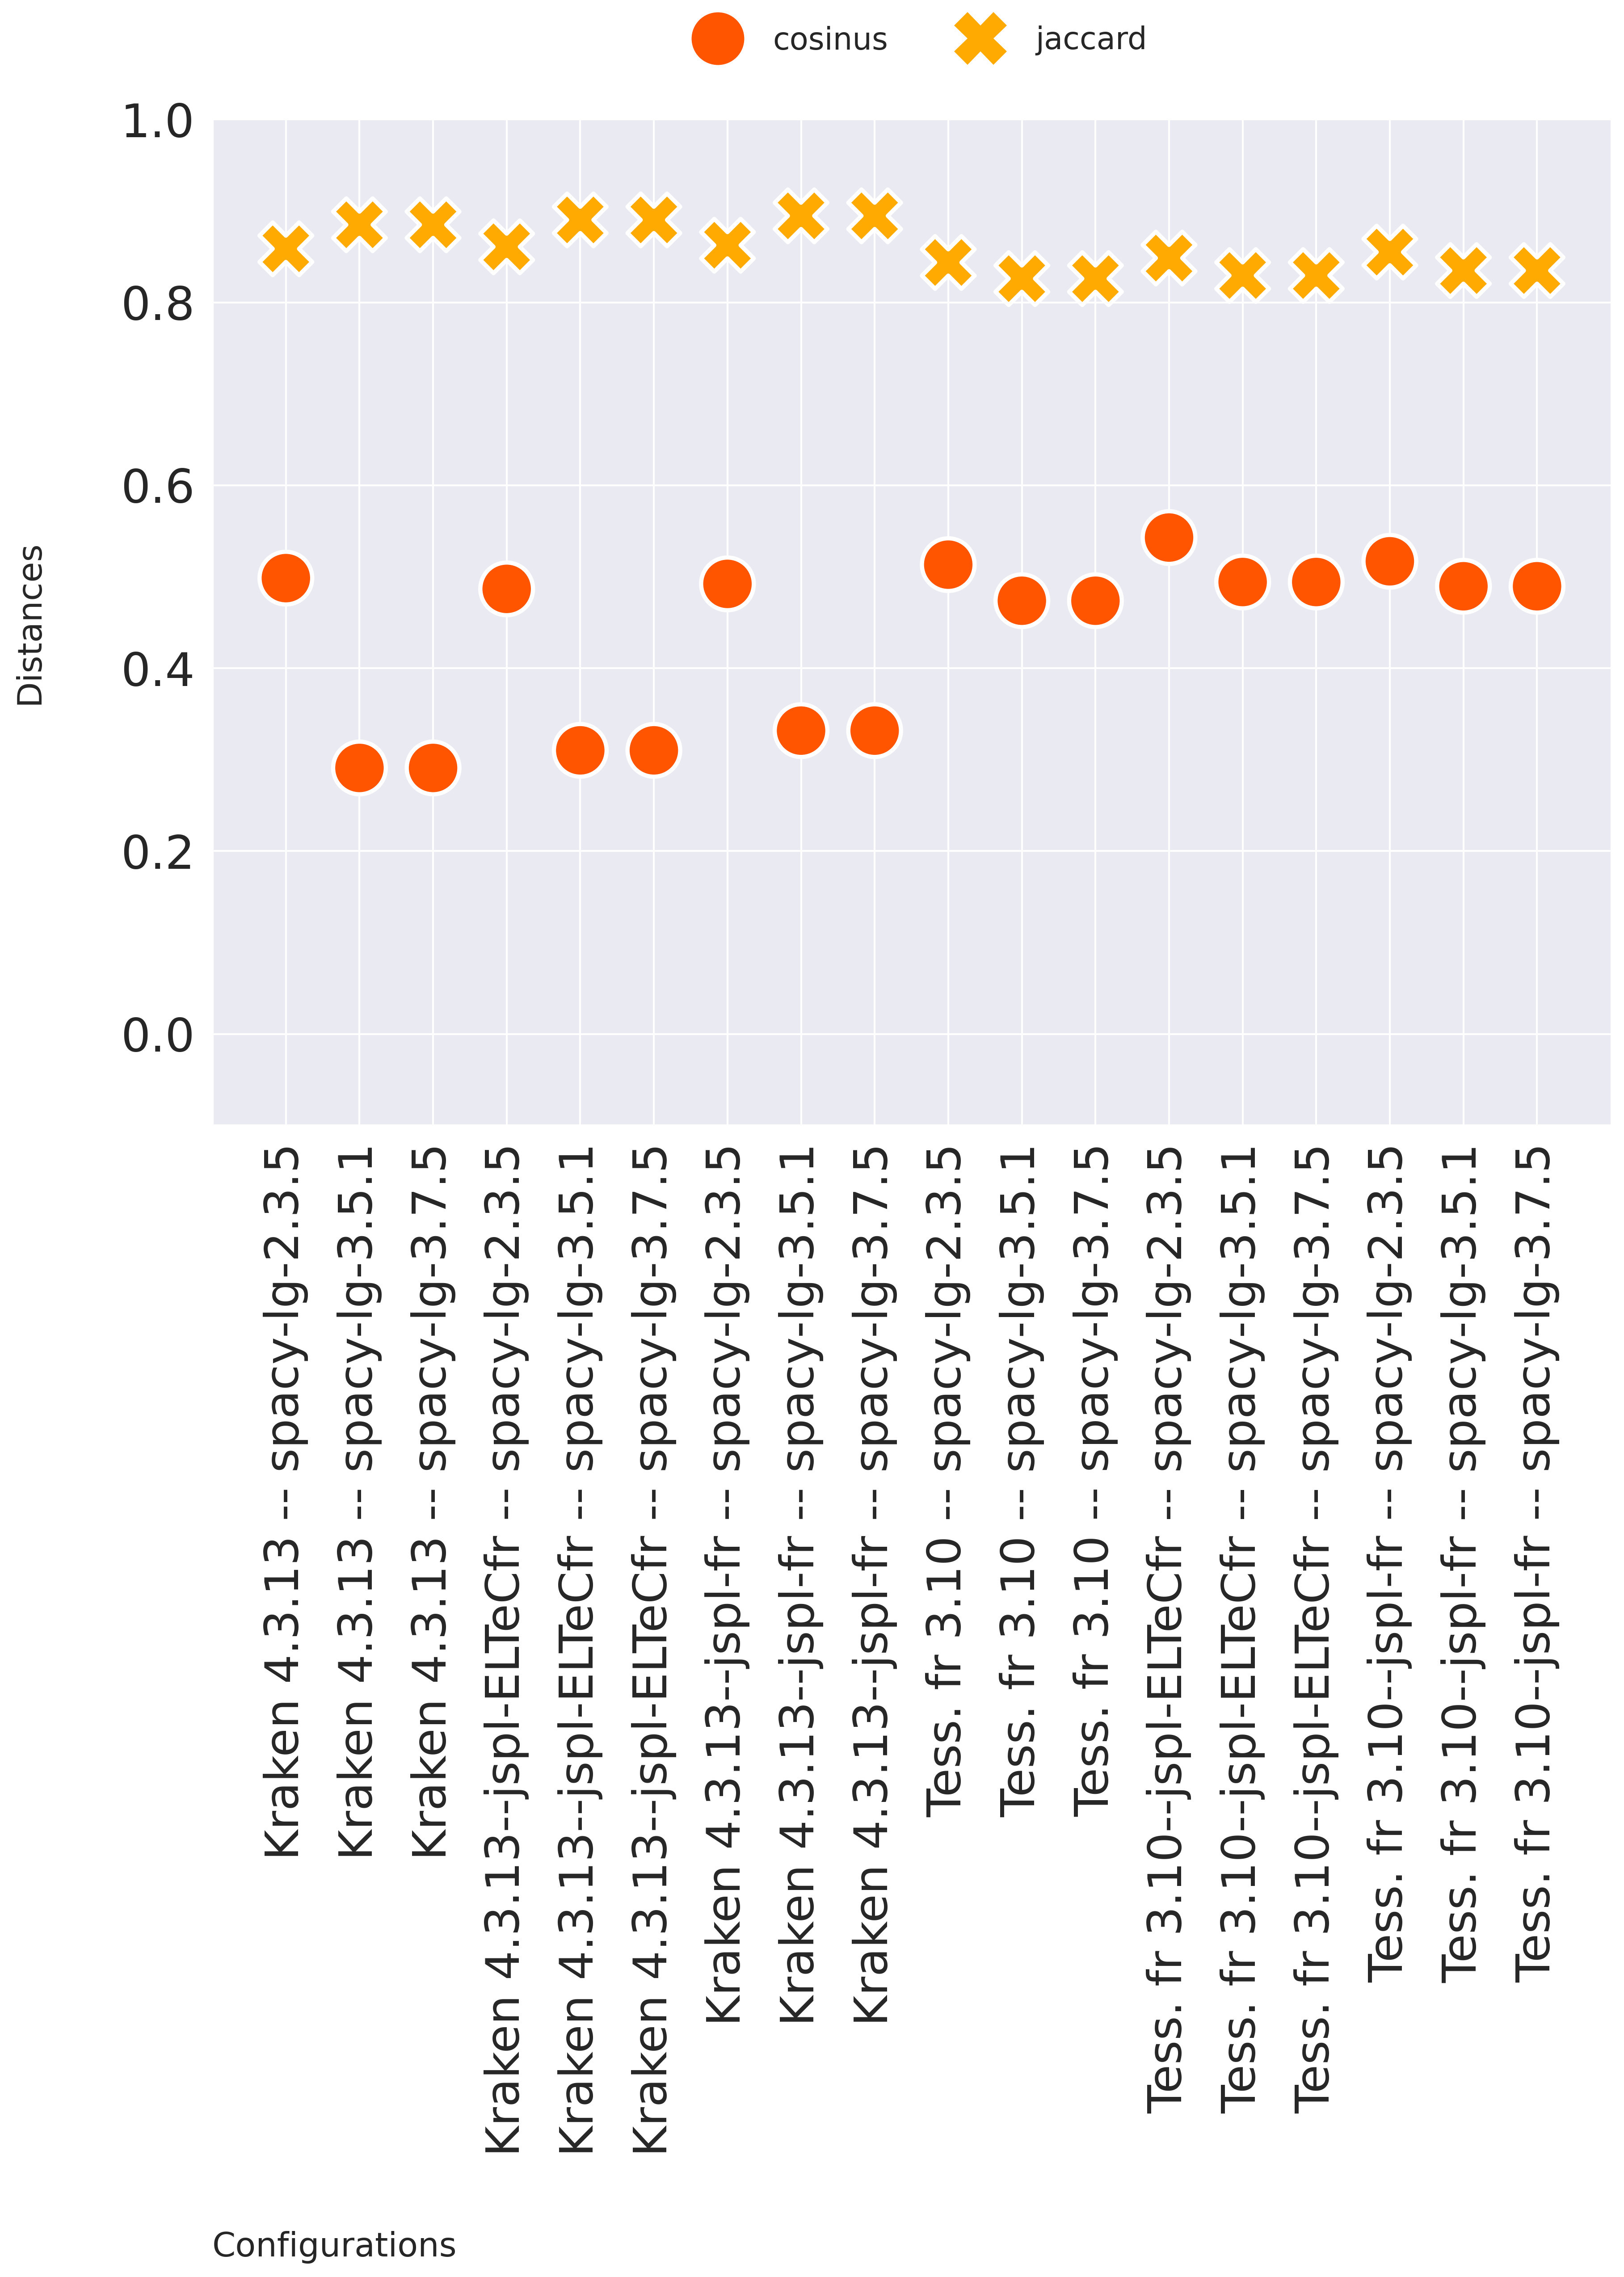 cosinus
jaccard
1.0
0.8
0.6
0.4
0.2
0.0
Distances
Kraken 4.3.13 -- spacy-lg-2.3.5
Kraken 4.3.13 -- spacy-lg-3.5.1
Kraken 4.3.13 -- spacy-lg-3.7.5
Kraken 4.3.13--jspl-ELTeCfr -- spacy-lg-2.3.5
Kraken 4.3.13--jspl-ELTeCfr -- spacy-lg-3.5.1
Kraken 4.3.13--jspl-ELTeCfr -- spacy-lg-3.7.5
Kraken 4.3.13--jspl-fr -- spacy-lg-2.3.5
Kraken 4.3.13--jspl-fr -- spacy-lg-3.5.1
Kraken 4.3.13--jspl-fr -- spacy-lg-3.7.5
Tess. fr 3.10 -- spacy-lg-2.3.5
Tess. fr 3.10 -- spacy-lg-3.5.1
Tess. fr 3.10 -- spacy-lg-3.7.5
Tess. fr 3.10--jspl-ELTeCfr -- spacy-lg-2.3.5
Tess. fr 3.10--jspl-ELTeCfr -- spacy-lg-3.5.1
Tess. fr 3.10--jspl-ELTeCfr -- spacy-lg-3.7.5
Tess. fr 3.10--jspl-fr -- spacy-lg-2.3.5
Tess. fr 3.10--jspl-fr -- spacy-lg-3.5.1
Tess. fr 3.10--jspl-fr -- spacy-lg-3.7.5
Configurations